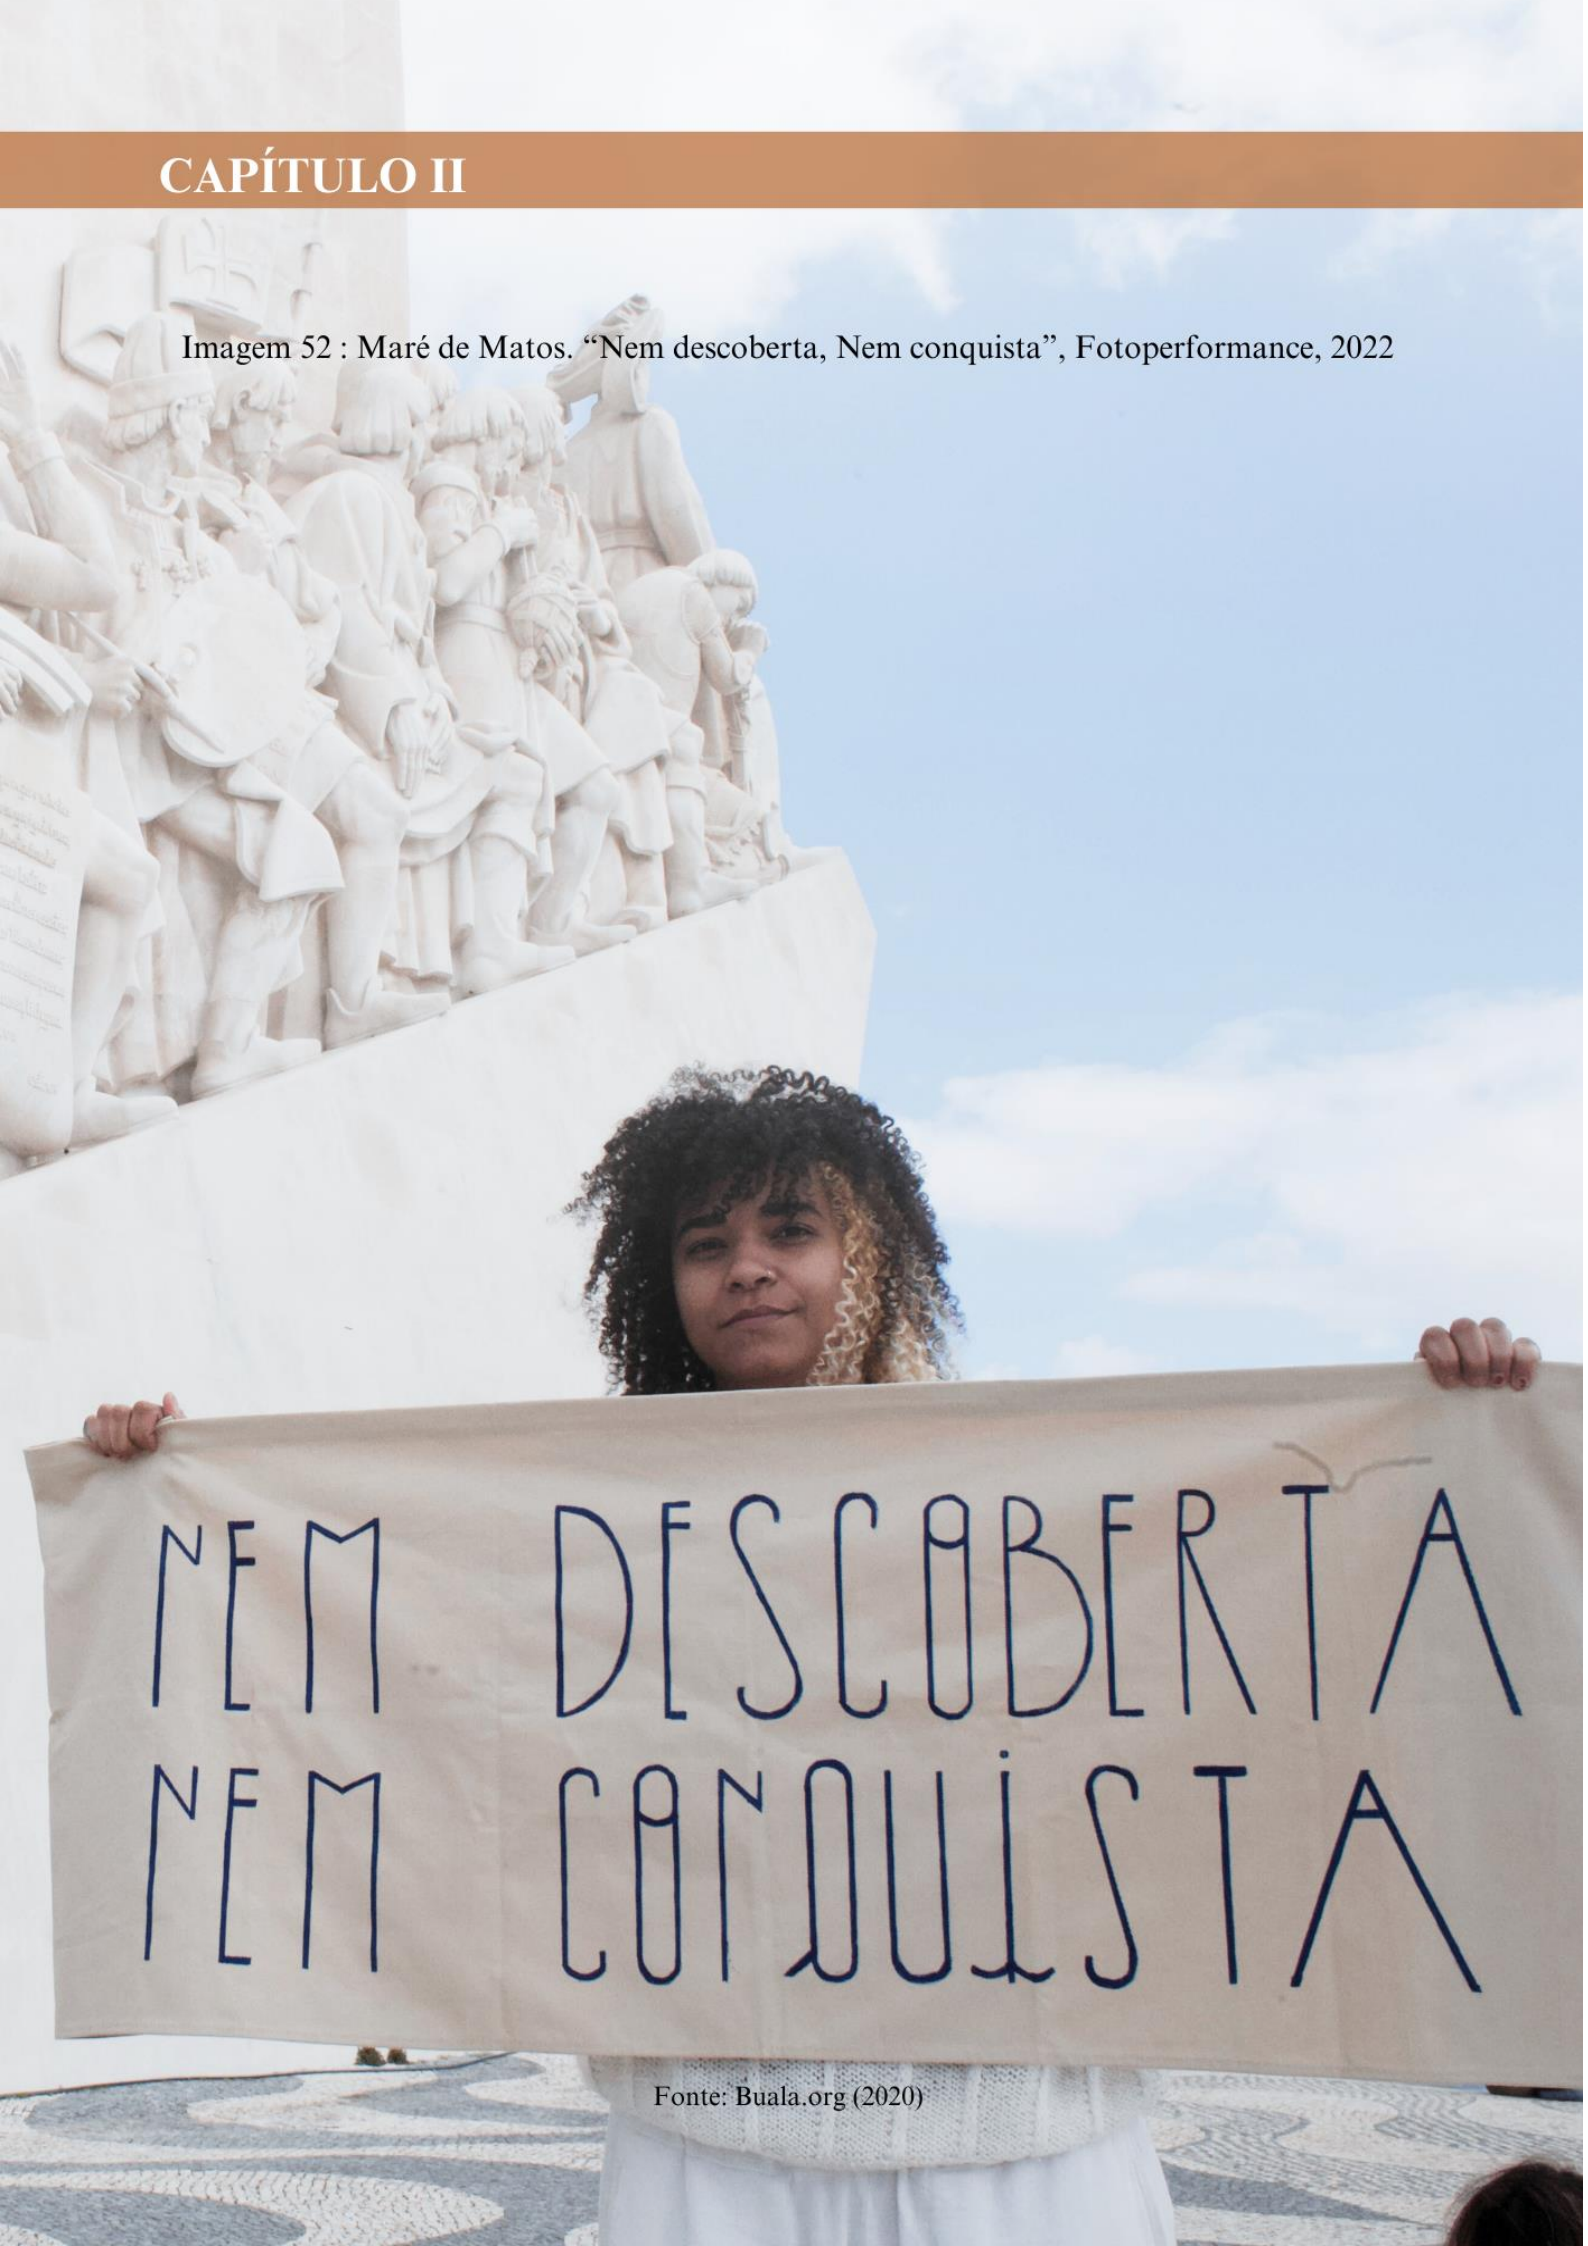 CAPÍTULO II
Imagem 52 : Maré de Matos. “Nem descoberta, Nem conquista”, Fotoperformance, 2022
NEM DESCOBERTA
NEM CONQUiSTA
Fonte: Buala.org (2020)